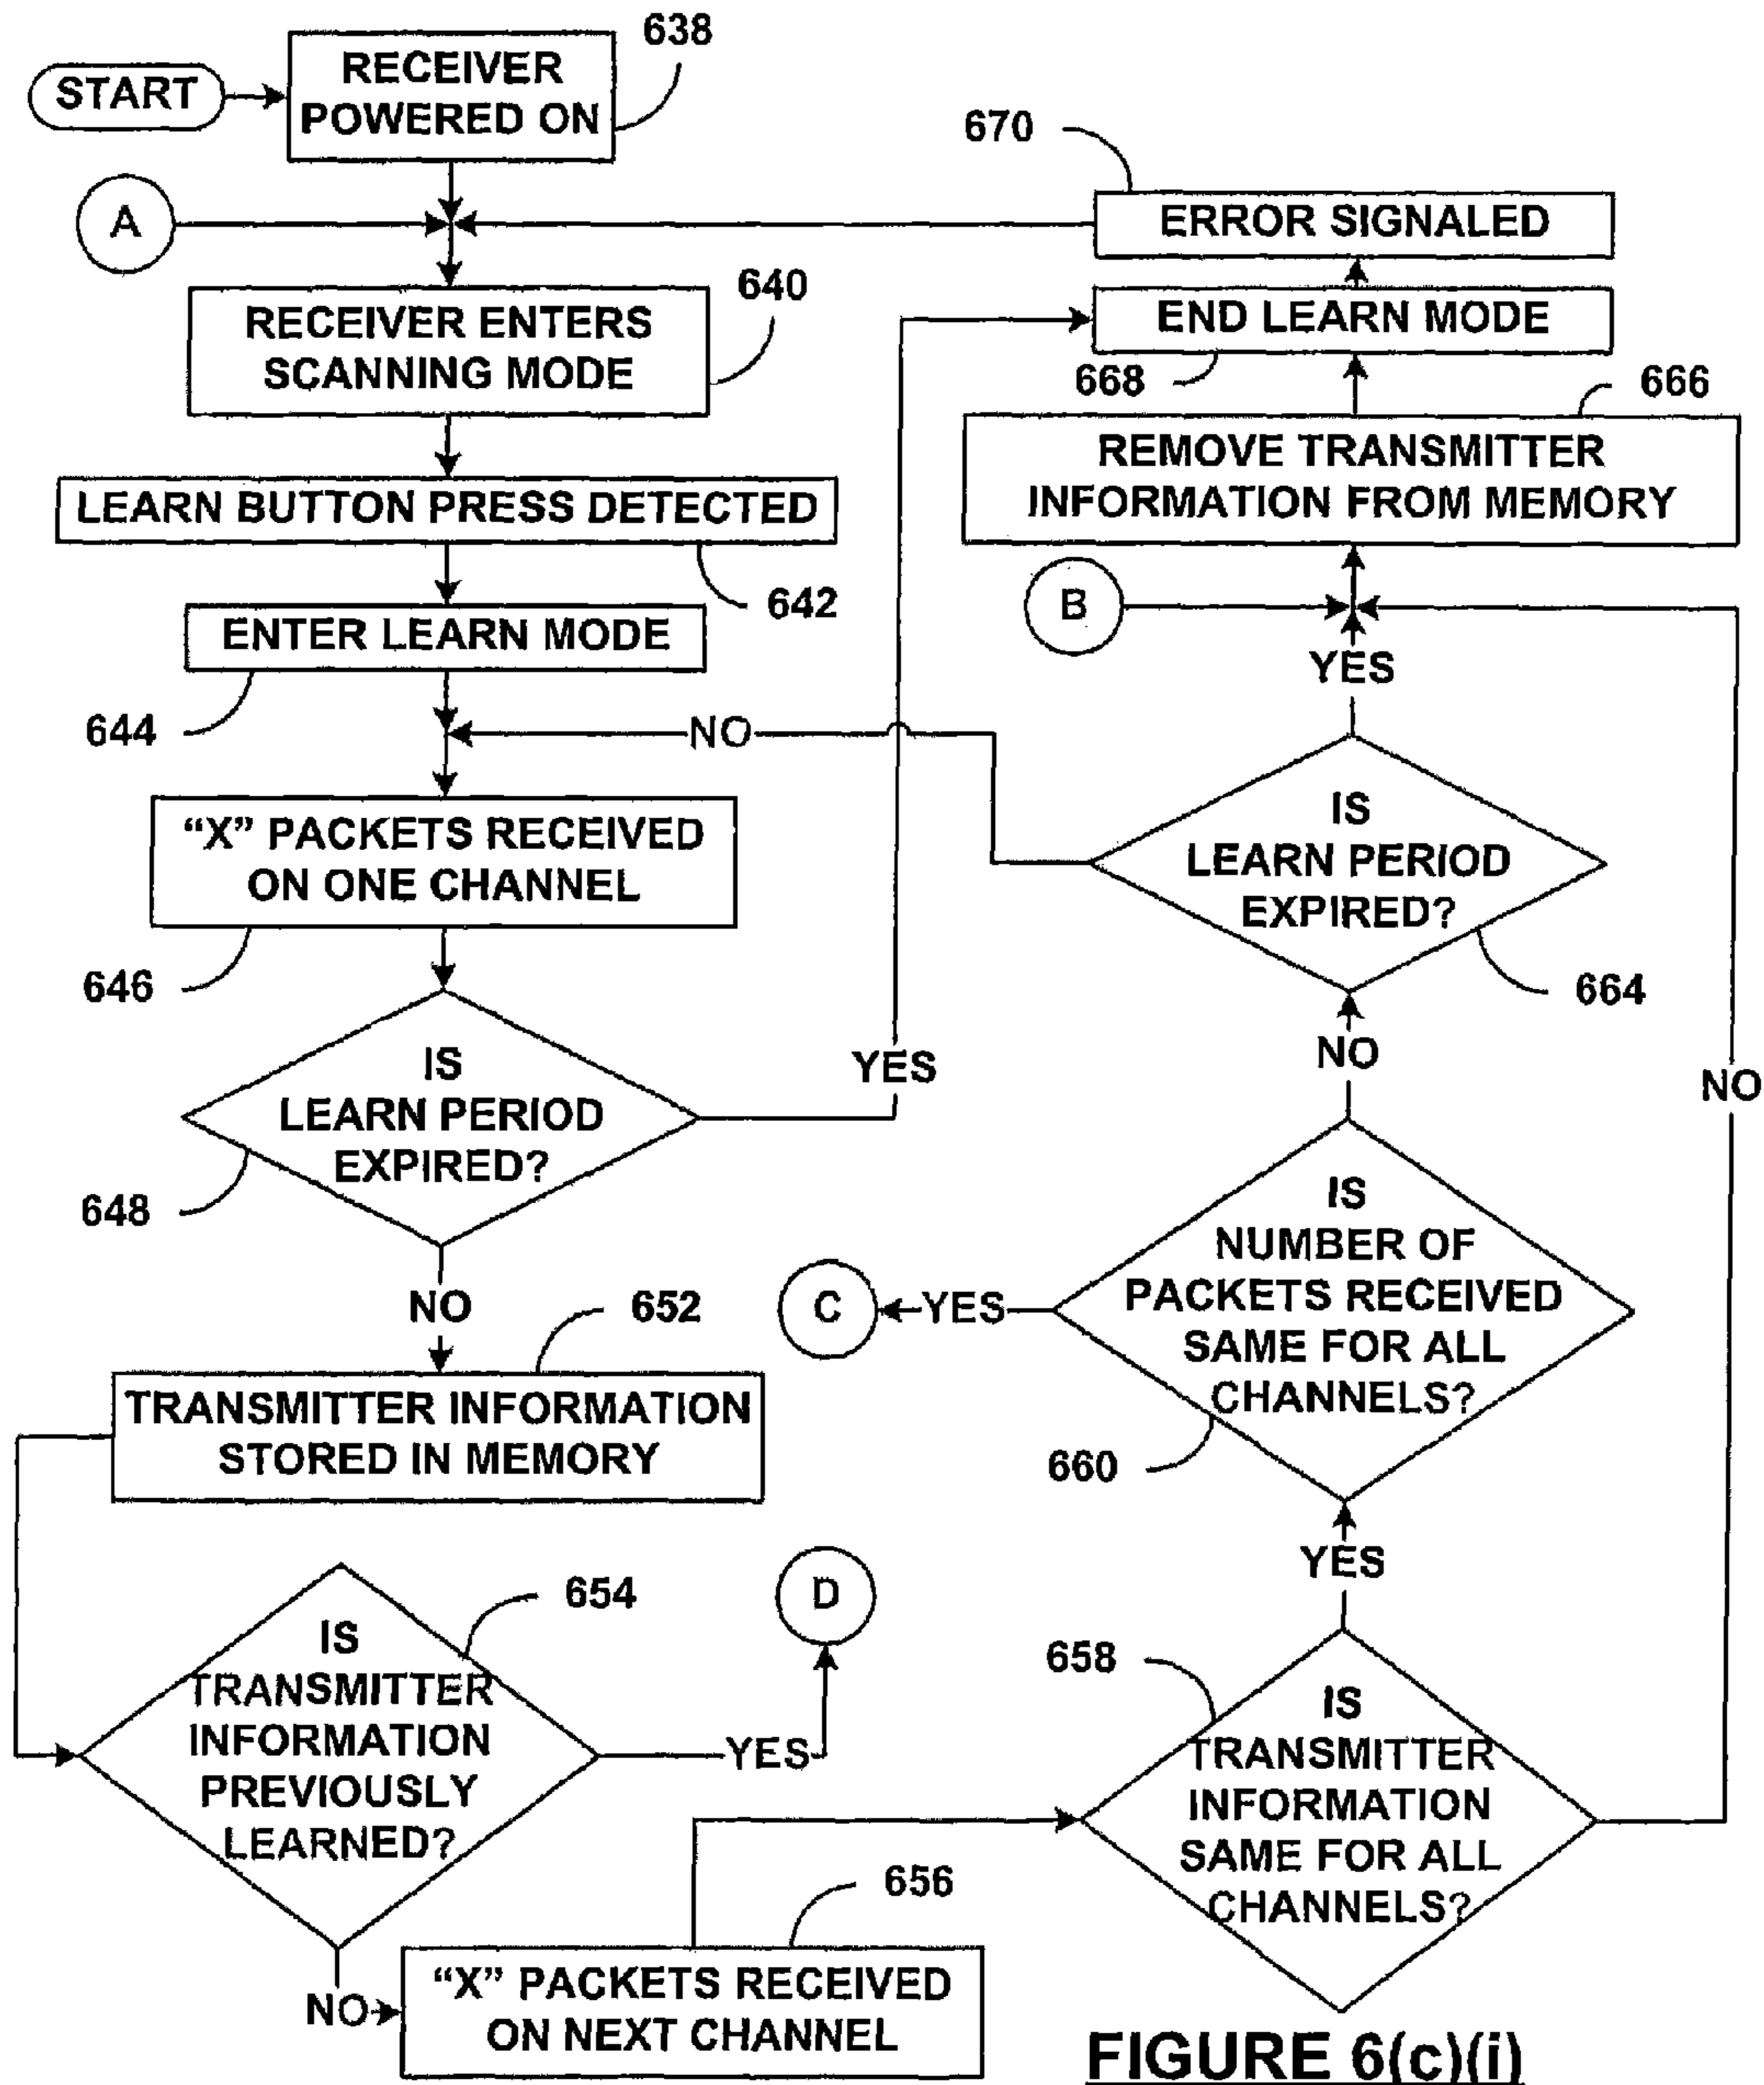 START
RECEIVER
POWERED ON
638
A
RECEIVER ENTERS
SCANNING MODE
640
LEARN BUTTON PRESS DETECTED
642
ENTER LEARN MODE
644
NO
“X” PACKETS RECEIVED
ON ONE CHANNEL
646
IS
LEARN PERIOD
EXPIRED?
648
YES
NO
652
TRANSMITTER INFORMATION
STORED IN MEMORY
654
IS
TRANSMITTER
INFORMATION
PREVIOUSLY
LEARNED?
YES
D
NO
656
“X” PACKETS RECEIVED
ON NEXT CHANNEL
670
ERROR SIGNALED
END LEARN MODE
668
666
REMOVE TRANSMITTER
INFORMATION FROM MEMORY
B
YES
IS
LEARN PERIOD
EXPIRED?
664
NO
NO
IS
NUMBER OF
PACKETS RECEIVED
SAME FOR ALL
CHANNELS?
C
YES
660
YES
658
IS
TRANSMITTER
INFORMATION
SAME FOR ALL
CHANNELS?
FIGURE 6(c)(i)